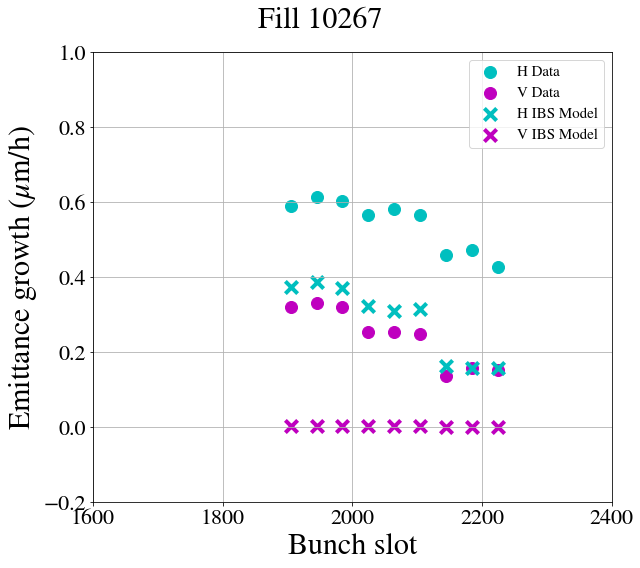 Fill 10267
H Data
V Data
H IBS Model
V IBS Model
1.0
0.8
0.6
0.4
0.2
0.0
−0.2
1600 1800 2000 2200 2400
Bunch slot
Emittance growth (μm/h)